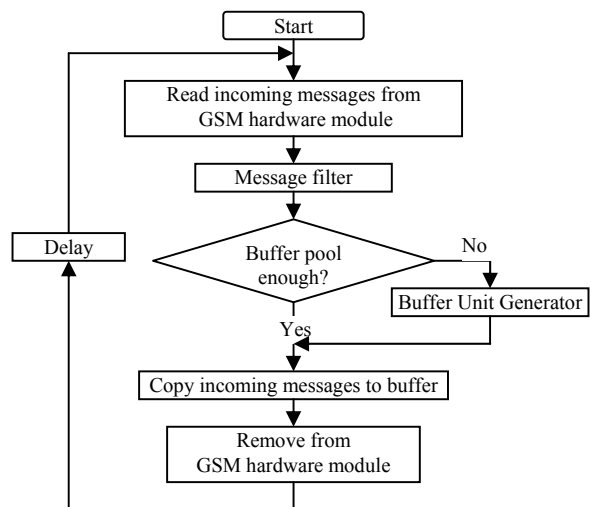 Start
Read incoming messages from
GSM hardware module
Message filter
Delay
Buffer pool
enough?
No
Buffer Unit Generator
Yes
Copy incoming messages to buffer
Remove from
GSM hardware module